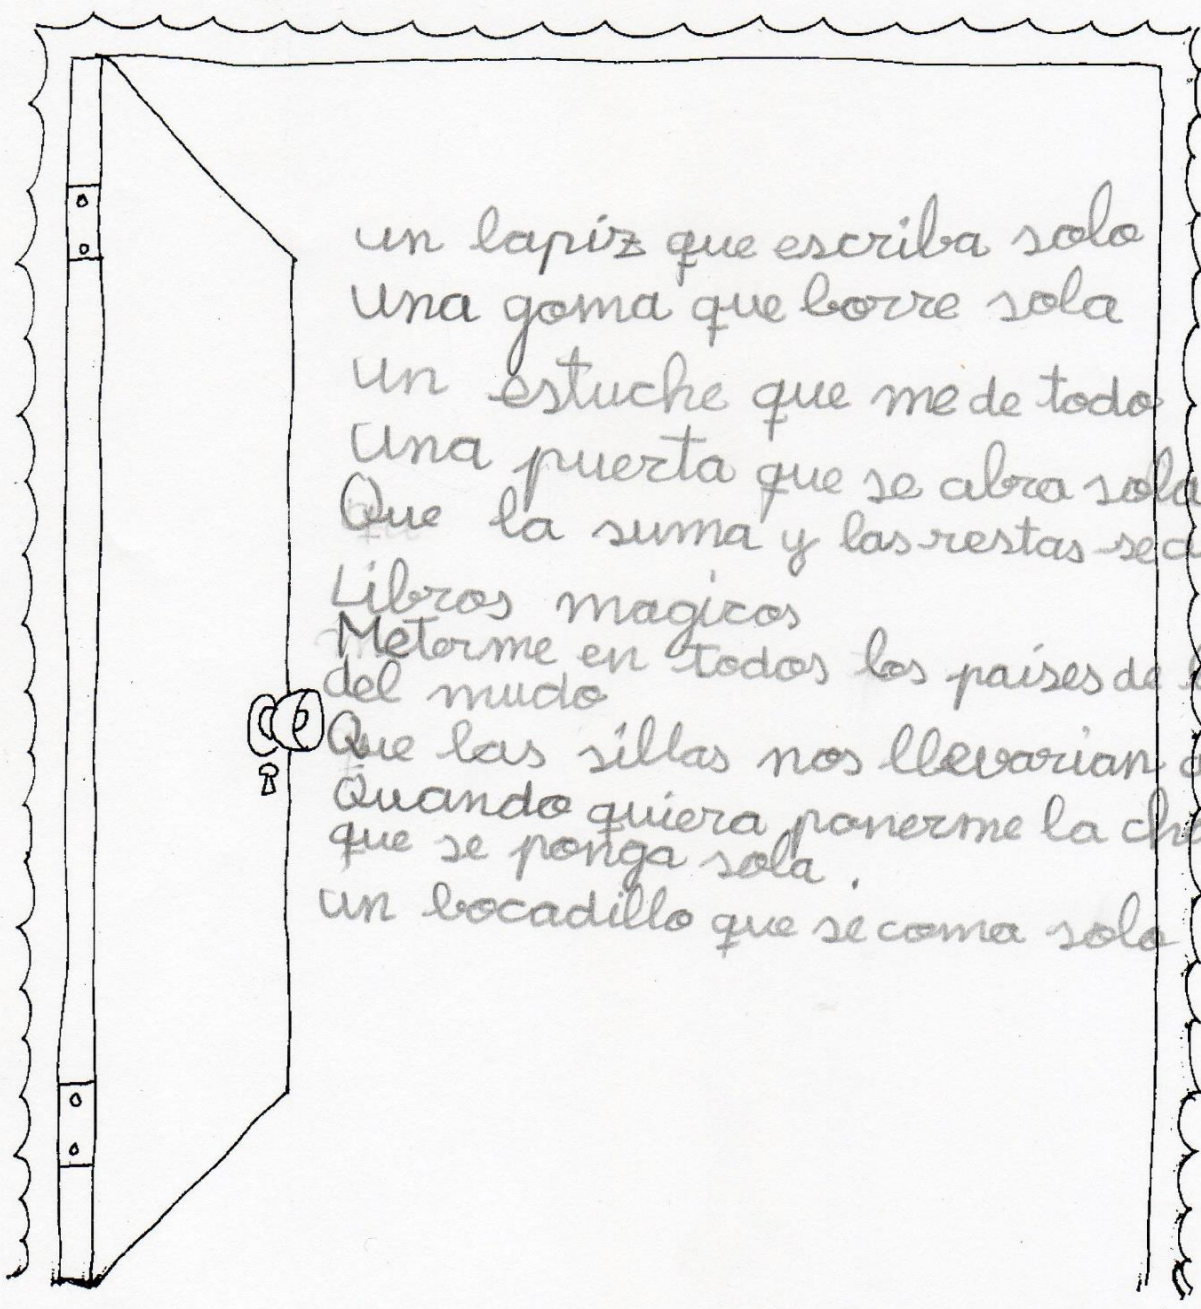 un lapiz que escriba solo
una goma que borre sola
un estuche que me de todo
una puerta que se abra sola
Que la suma y las restas se
Libros magicos
Meterme en todos los países de
del mudo
Que las sillas nos llevarian
Quando quiera ponerme la
que se ponga sola.
un bocadillo que se coma solo